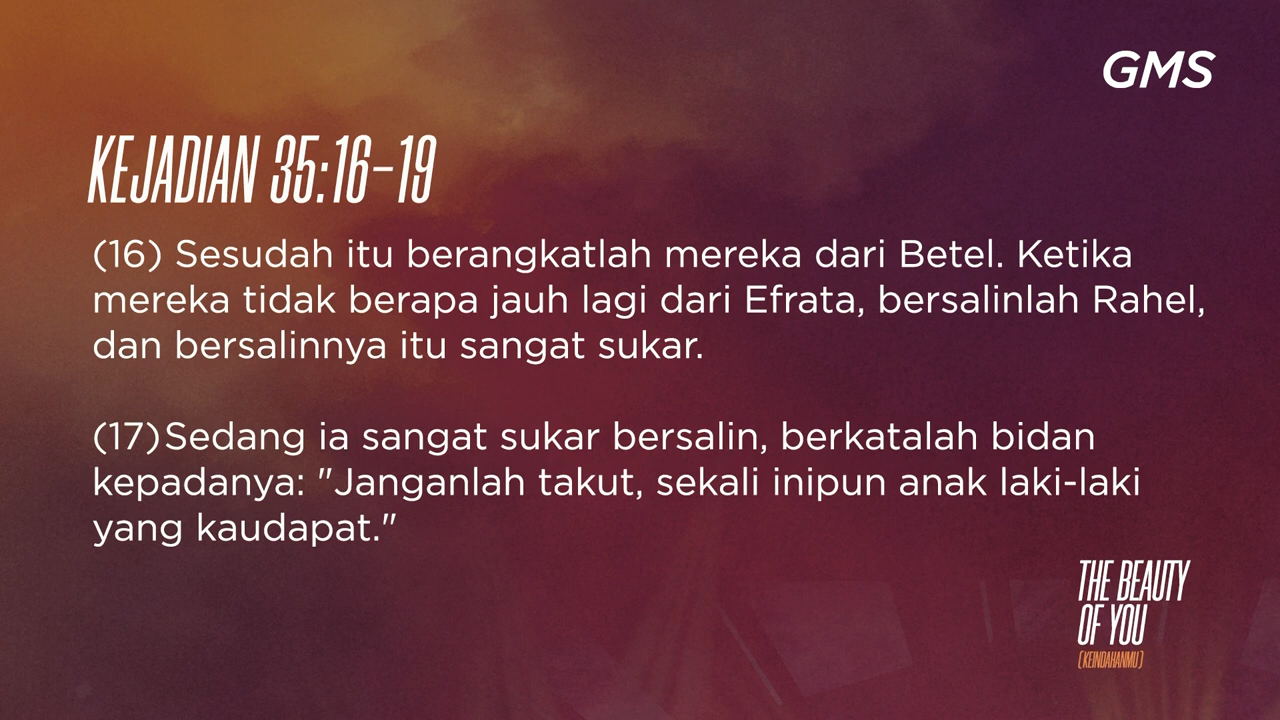 GMS
KEJADIAN 35:16–19
(16) Sesudah itu berangkatlah mereka dari Betel. Ketika
mereka tidak berapa jauh lagi dari Efrata, bersalinlah Rahel,
dan bersalinnya itu sangat sukar.
(17)Sedang ia sangat sukar bersalin, berkatalah bidan
kepadanya: "Janganlah takut, sekali inipun anak laki-laki
yang kaudapat."
THE BEAUTY
OF YOU
(KEINDAHANMU)